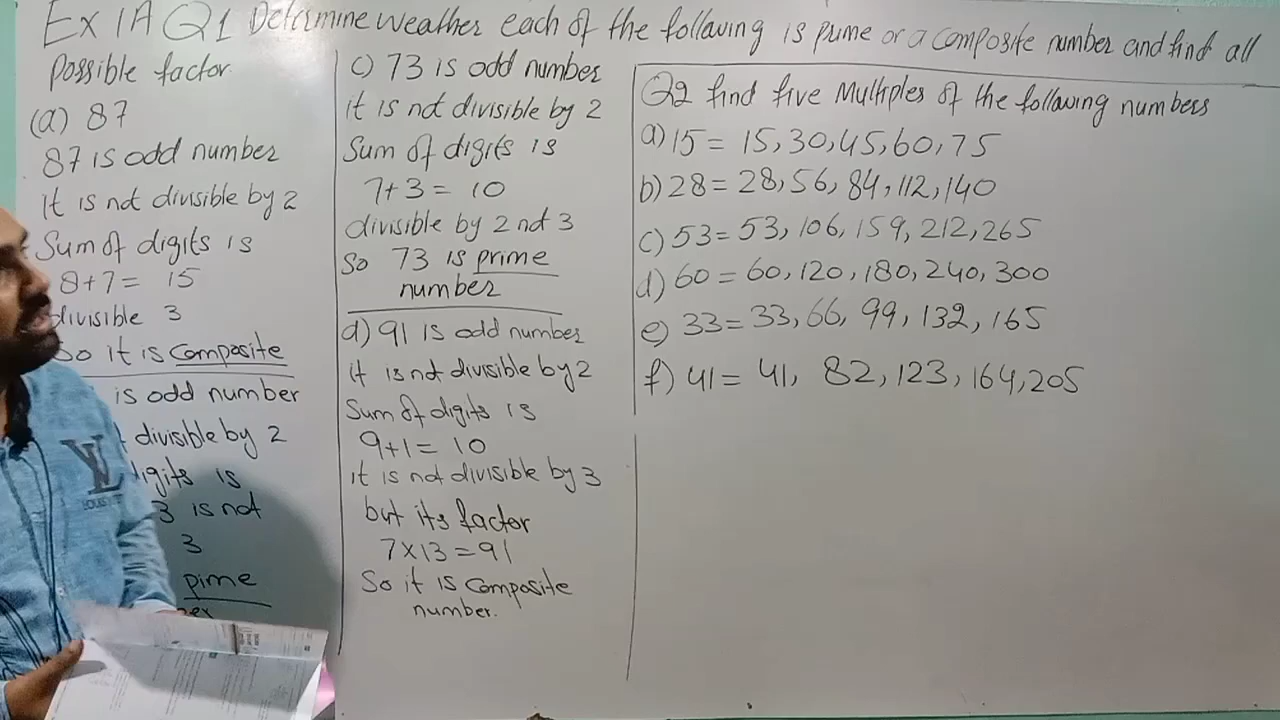 Ex 1A Q1 Determine weather each of the following is prime or a composite number and find all
possible factor.
(a) 87
87 is odd number
It is not divisible by 2
Sum of digits is
8+7= 15
divisible 3
So it is Composite
is odd number
divisible by 2
digits is
3 is not
3
pime
c) 73 is odd number
it is not divisible by 2
Sum of digits is
7+3= 10
divisible by 2 not 3
So 73 is prime
number
d) 91 is odd number
it is not divisible by 2
Sum of digits is
9+1= 10
it is not divisible by 3
but its factor
7×13=91
So it is Composite
number.
Q2 find five Multiples of the following numbers
a) 15= 15,30,45,60,75
b) 28= 28,56, 84,112,140
c) 53= 53,106,159,212,265
d) 60= 60,120,180,240,300
e) 33= 33,66, 99, 132, 165
f) 41= 41, 82,123,164,205